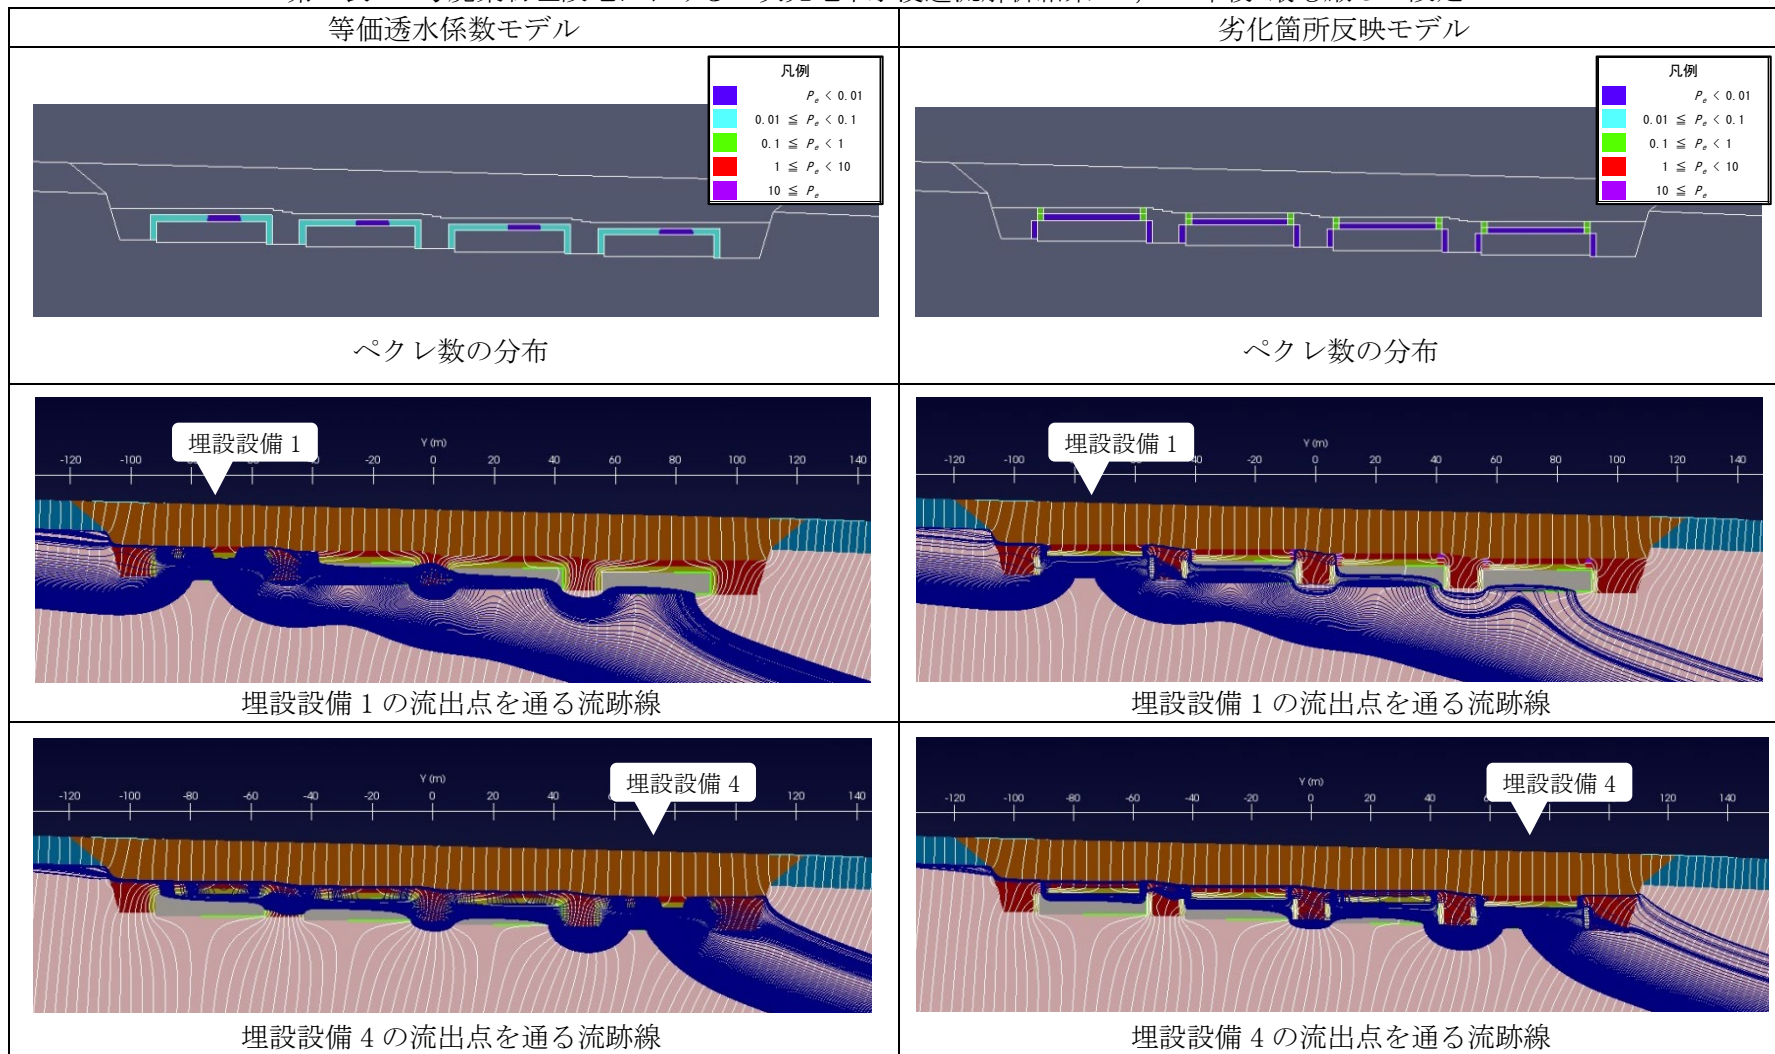 等価透水係数モデル
劣化箇所反映モデル
凡例
Pe < 0.01
0.01 ≦ Pe < 0.1
0.1 ≦ Pe < 1
1 ≦ Pe < 10
10 ≦ Pe
凡例
Pe < 0.01
0.01 ≦ Pe < 0.1
0.1 ≦ Pe < 1
1 ≦ Pe < 10
10 ≦ Pe
ペクレ数の分布
ペクレ数の分布
埋設設備 1
Y (m)
-120 -100 -40 -20 0 20 40 60 80 100 120 140
埋設設備 1
Y (m)
-120 -100 -60 -40 -20 0 20 40 60 80 100 120 140
埋設設備 1 の流出点を通る流跡線
埋設設備 1 の流出点を通る流跡線
埋設設備 4
Y (m)
-120 -100 -80 -60 -40 -20 0 20 40 120 140
埋設設備 4
Y (m)
-120 -100 -80 -60 -40 -20 0 20 40 120 140
埋設設備 4 の流出点を通る流跡線
埋設設備 4 の流出点を通る流跡線